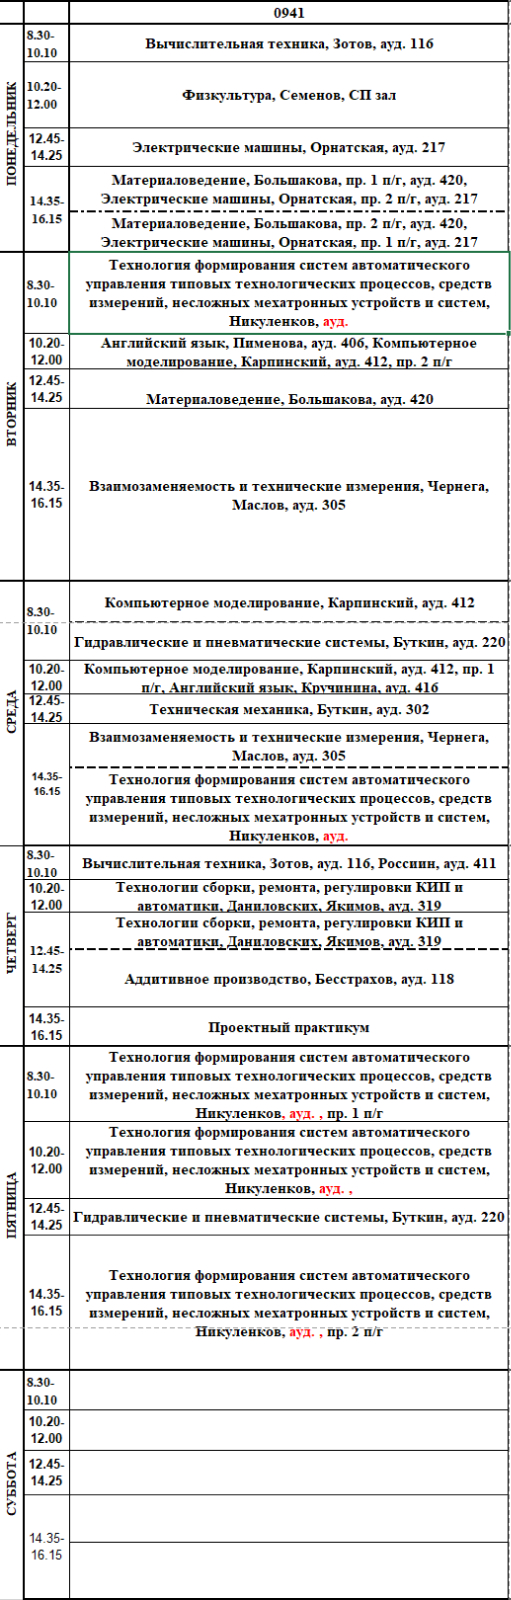 0941
ПОНЕДЕЛЬНИК
8.30-
10.10
Вычислительная техника, Зотов, ауд. 116
10.20-
12.00
Физкультура, Семенов, СП зал
12.45-
14.25
Электрические машины, Орнатская, ауд. 217
14.35-
16.15
Материаловедение, Большакова, пр. 1 п/г, ауд. 420,
Электрические машины, Орнатская, пр. 2 п/г, ауд. 217
Материаловедение, Большакова, пр. 2 п/г, ауд. 420,
Электрические машины, Орнатская, пр. 1 п/г, ауд. 217
ВТОРНИК
8.30-
10.10
Технология формирования систем автоматического
управления типовых технологических процессов, средств
измерений, несложных мехатронных устройств и систем,
Никуленков, ауд.
10.20-
12.00
Английский язык, Пименова, ауд. 406, Компьютерное
моделирование, Карпинский, ауд. 412, пр. 2 п/г
12.45-
14.25
Материаловедение, Большакова, ауд. 420
14.35-
16.15
Взаимозаменяемость и технические измерения, Чернега,
Маслов, ауд. 305
СРЕДА
8.30-
10.10
Компьютерное моделирование, Карпинский, ауд. 412
Гидравлические и пневматические системы, Буткин, ауд. 220
10.20-
12.00
Компьютерное моделирование, Карпинский, ауд. 412, пр. 1
п/г, Английский язык, Кручинина, ауд. 416
12.45-
14.25
Техническая механика, Буткин, ауд. 302
14.35-
16.15
Взаимозаменяемость и технические измерения, Чернега,
Маслов, ауд. 305
Технология формирования систем автоматического
управления типовых технологических процессов, средств
измерений, несложных мехатронных устройств и систем,
Никуленков, ауд.
ЧЕТВЕРГ
8.30-
10.10
Вычислительная техника, Зотов, ауд. 116, Россиин, ауд. 411
10.20-
12.00
Технологии сборки, ремонта, регулировки КИП и
автоматики, Даниловских, Якимов, ауд. 319
12.45-
14.25
Технологии сборки, ремонта, регулировки КИП и
автоматики, Даниловских, Якимов, ауд. 319
Аддитивное производство, Бесстрахов, ауд. 118
14.35-
16.15
Проектный практикум
ПЯТНИЦА
8.30-
10.10
Технология формирования систем автоматического
управления типовых технологических процессов, средств
измерений, несложных мехатронных устройств и систем,
Никуленков, ауд. , пр. 1 п/г
10.20-
12.00
Технология формирования систем автоматического
управления типовых технологических процессов, средств
измерений, несложных мехатронных устройств и систем,
Никуленков, ауд. ,
12.45-
14.25
Гидравлические и пневматические системы, Буткин, ауд. 220
14.35-
16.15
Технология формирования систем автоматического
управления типовых технологических процессов, средств
измерений, несложных мехатронных устройств и систем,
Никуленков, ауд. , пр. 2 п/г
СУББОТА
8.30-
10.10
10.20-
12.00
12.45-
14.25
14.35-
16.15